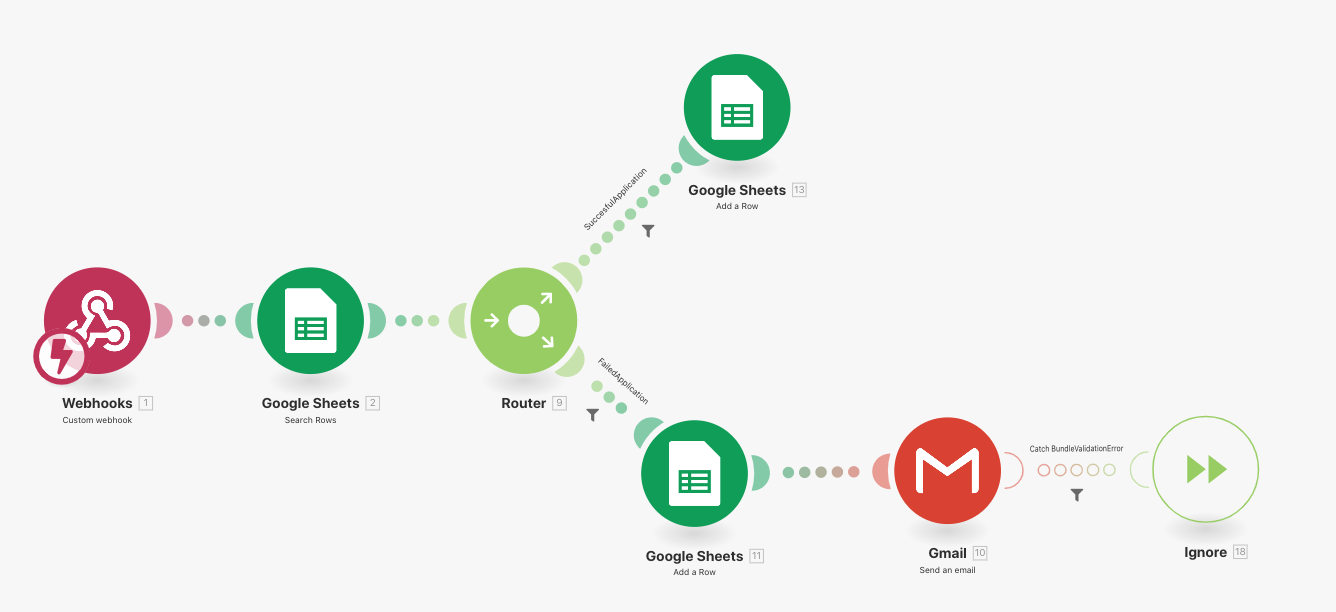 Google Sheets 13
Add a Row
SuccesfulApplication
Webhooks 1
Custom webhook
Google Sheets 2
Search Rows
Router 9
FailedApplication
Google Sheets 11
Add a Row
Gmail 10
Send an email
Catch BundleValidationError
Ignore 18